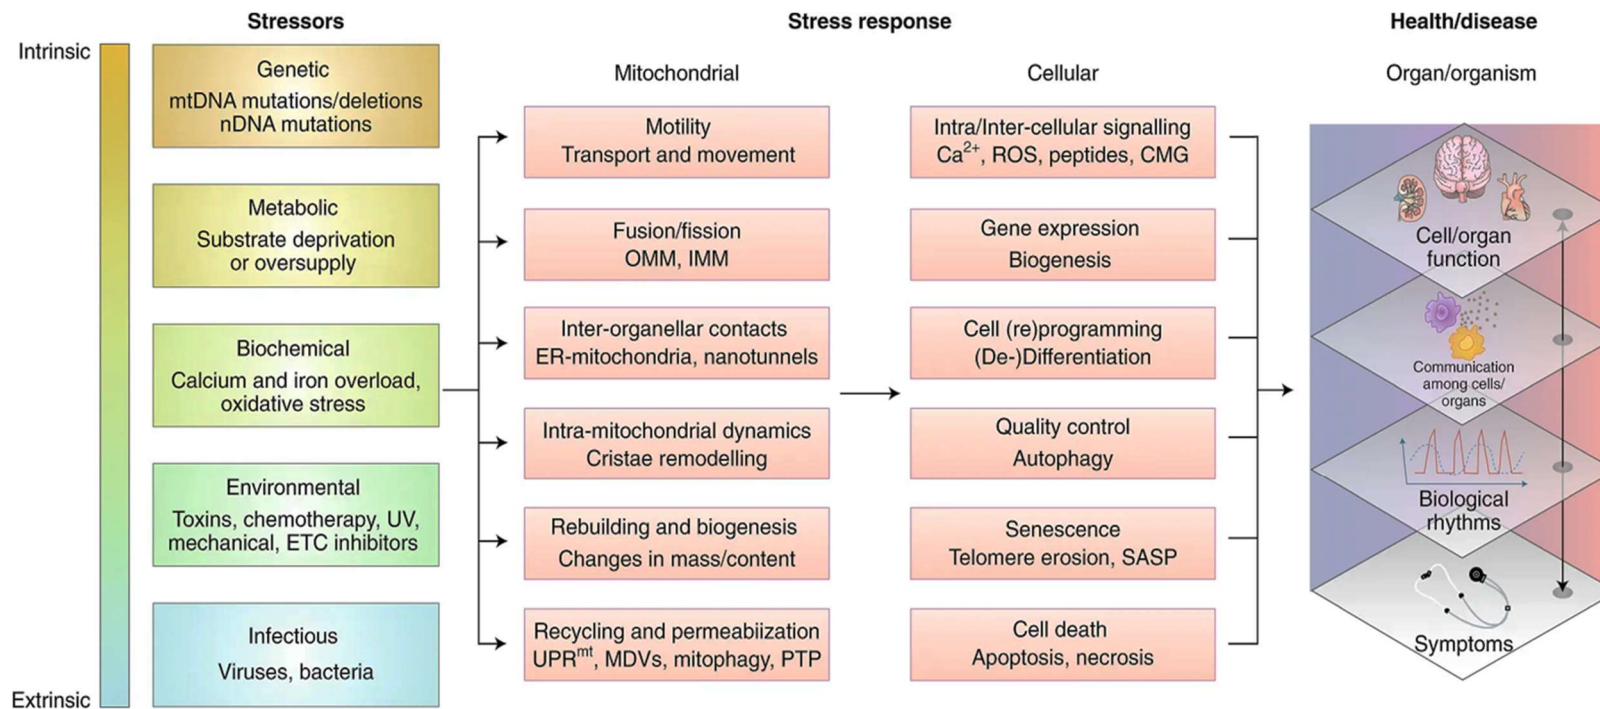 Stressors
Stress response
Health/disease
Intrinsic
Extrinsic
Genetic
mtDNA mutations/deletions
nDNA mutations
Metabolic
Substrate deprivation
or oversupply
Biochemical
Calcium and iron overload,
oxidative stress
Environmental
Toxins, chemotherapy, UV,
mechanical, ETC inhibitors
Infectious
Viruses, bacteria
Mitochondrial
Motility
Transport and movement
Fusion/fission
OMM, IMM
Inter-organellar contacts
ER-mitochondria, nanotunnels
Intra-mitochondrial dynamics
Cristae remodelling
Rebuilding and biogenesis
Changes in mass/content
Recycling and permeabiization
UPRmt, MDVs, mitophagy, PTP
Cellular
Intra/Inter-cellular signalling
Ca2+, ROS, peptides, CMG
Gene expression
Biogenesis
Cell (re)programming
(De-)Differentiation
Quality control
Autophagy
Senescence
Telomere erosion, SASP
Cell death
Apoptosis, necrosis
Organ/organism
Cell/organ
function
Communication
among cells/
organs
Biological
rhythms
Symptoms